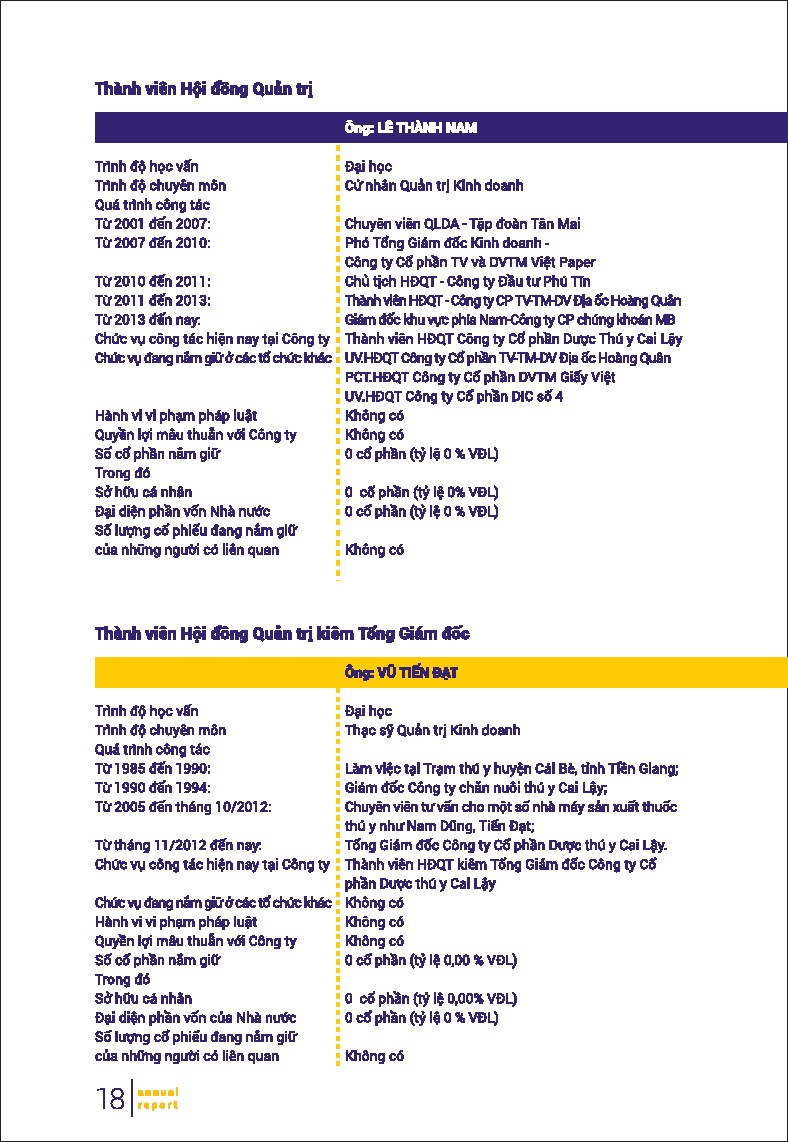 Thành viên Hội đồng Quản trị
Ông: LÊ THÀNH NAM
Trình độ học vấn Đại học
Trình độ chuyên môn Cử nhân Quản trị Kinh doanh
Quá trình công tác
Từ 2001 đến 2007: Chuyên viên QLDA - Tập đoàn Tân Mai
Từ 2007 đến 2010: Phó Tổng Giám đốc Kinh doanh -
Công ty Cổ phần TV và DVTM Việt Paper
Từ 2010 đến 2011: Chủ tịch HĐQT - Công ty Đầu tư Phú Tín
Từ 2011 đến 2013: Thành viên HĐQT - Công ty CP TV-TM-DV Địa ốc Hoàng Quân
Từ 2013 đến nay: Giám đốc khu vực phía Nam-Công ty CP chứng khoán MB
Chức vụ công tác hiện nay tại Công ty Thành viên HĐQT Công ty Cổ phần Dược Thú y Cai Lậy
Chức vụ đang nắm giữ ở các tổ chức khác UV.HĐQT Công ty Cổ phần TV-TM-DV Địa ốc Hoàng Quân
PCT.HĐQT Công ty Cổ phần DVTM Giấy Việt
UV.HĐQT Công ty Cổ phần DIC số 4
Hành vi vi phạm pháp luật Không có
Quyền lợi mâu thuẫn với Công ty Không có
Số cổ phần nắm giữ 0 cổ phần (tỷ lệ 0 % VĐL)
Trong đó
Sở hữu cá nhân 0 cổ phần (tỷ lệ 0% VĐL)
Đại diện phần vốn Nhà nước 0 cổ phần (tỷ lệ 0 % VĐL)
Số lượng cổ phiếu đang nắm giữ
của những người có liên quan Không có
Thành viên Hội đồng Quản trị kiêm Tổng Giám đốc
Ông: VŨ TIẾN ĐẠT
Trình độ học vấn Đại học
Trình độ chuyên môn Thạc sỹ Quản trị Kinh doanh
Quá trình công tác
Từ 1985 đến 1990: Làm việc tại Trạm thú y huyện Cái Bè, tỉnh Tiền Giang;
Từ 1990 đến 1994: Giám đốc Công ty chăn nuôi thú y Cai Lậy;
Từ 2005 đến tháng 10/2012: Chuyên viên tư vấn cho một số nhà máy sản xuất thuốc
thú y như Nam Dũng, Tiến Đạt;
Từ tháng 11/2012 đến nay: Tổng Giám đốc Công ty Cổ phần Dược thú y Cai Lậy.
Chức vụ công tác hiện nay tại Công ty Thành viên HĐQT kiêm Tổng Giám đốc Công ty Cổ
phần Dược thú y Cai Lậy
Chức vụ đang nắm giữ ở các tổ chức khác Không có
Hành vi vi phạm pháp luật Không có
Quyền lợi mâu thuẫn với Công ty Không có
Số cổ phần nắm giữ 0 cổ phần (tỷ lệ 0,00 % VĐL)
Trong đó
Sở hữu cá nhân 0 cổ phần (tỷ lệ 0,00% VĐL)
Đại diện phần vốn của Nhà nước 0 cổ phần (tỷ lệ 0 % VĐL)
Số lượng cổ phiếu đang nắm giữ
của những người có liên quan Không có
18 annual
report